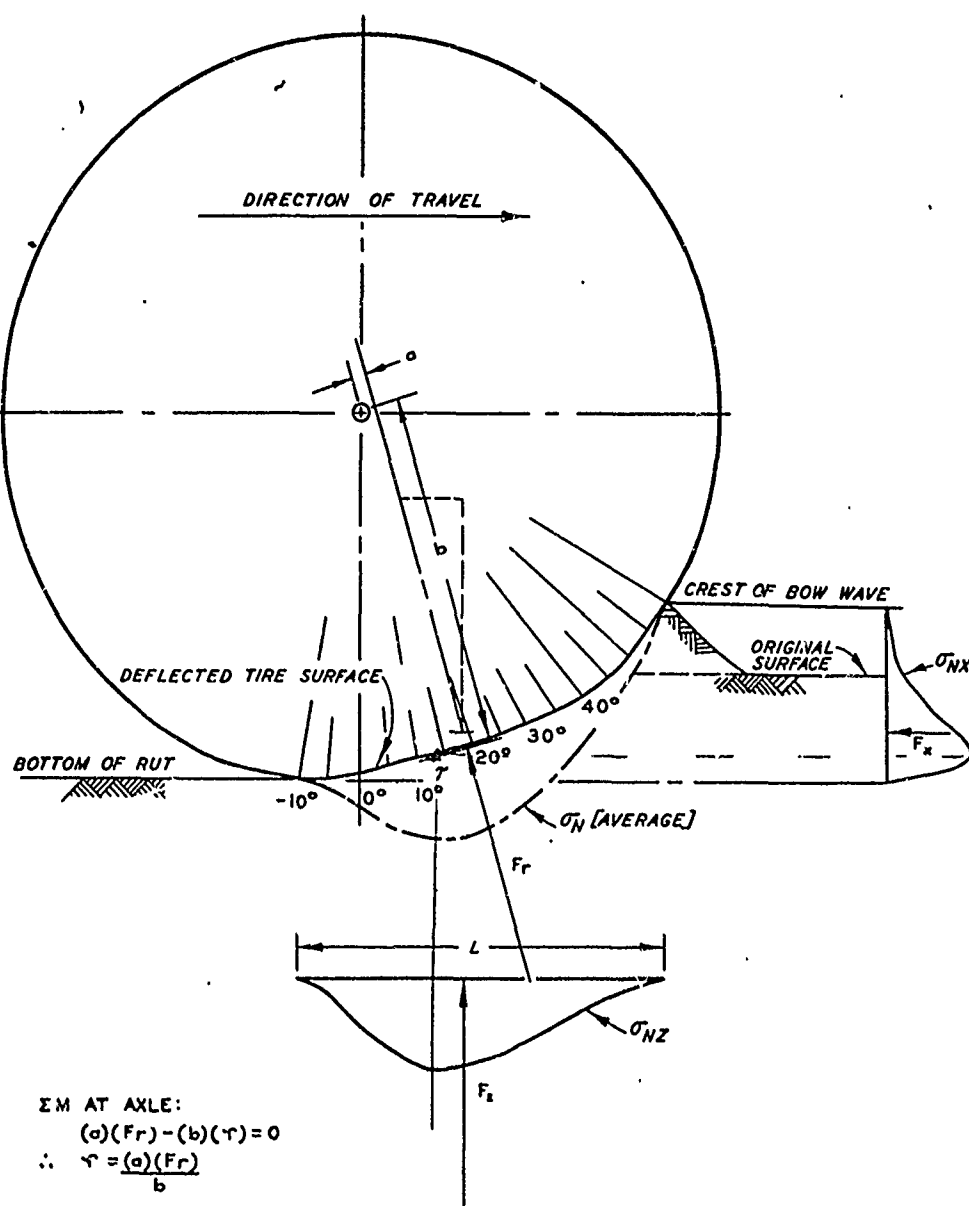 DIRECTION OF TRAVEL
a
b
CREST OF BOW WAVE
ORIGINAL
SURFACE
σNX
DEFLECTED TIRE SURFACE
40°
30°
Fx
BOTTOM OF RUT
20°
τ
10°
0°
-10°
σN [AVERAGE]
Fr
L
σNZ
Fz
ΣM AT AXLE:
(a)(Fr)-(b)(τ)=0
∴ τ = (a)(Fr)
b